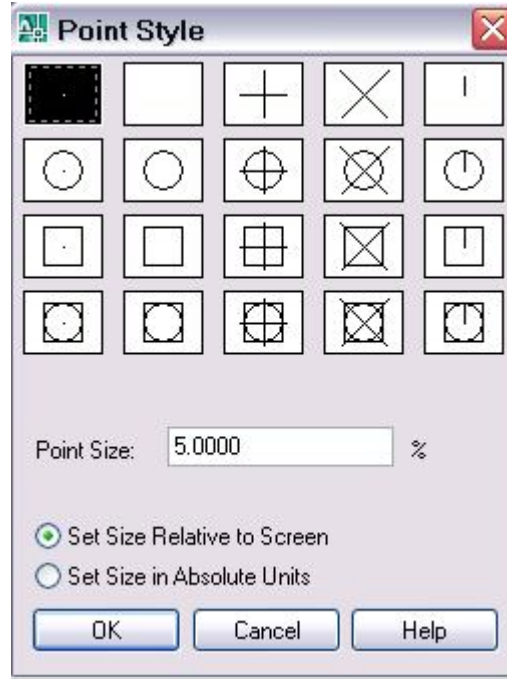 Point Style
Point Size: 5.0000 %
Set Size Relative to Screen
Set Size in Absolute Units
OK Cancel Help